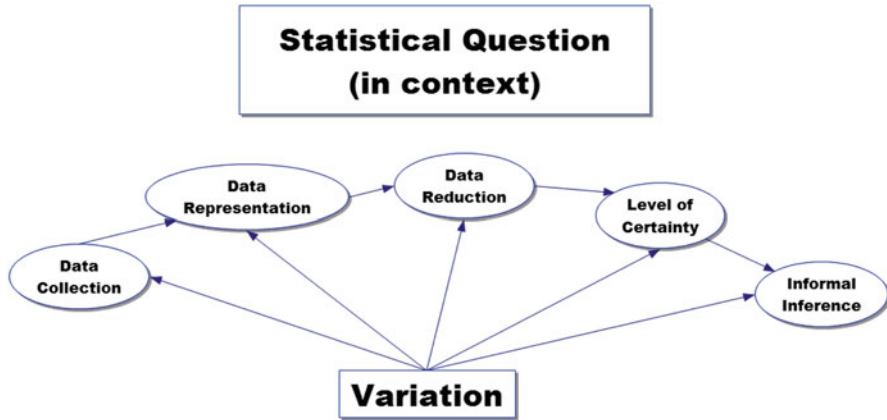 Statistical Question
(in context)
Data
Representation
Data
Reduction
Level of
Certainty
Data
Collection
Informal
Inference
Variation